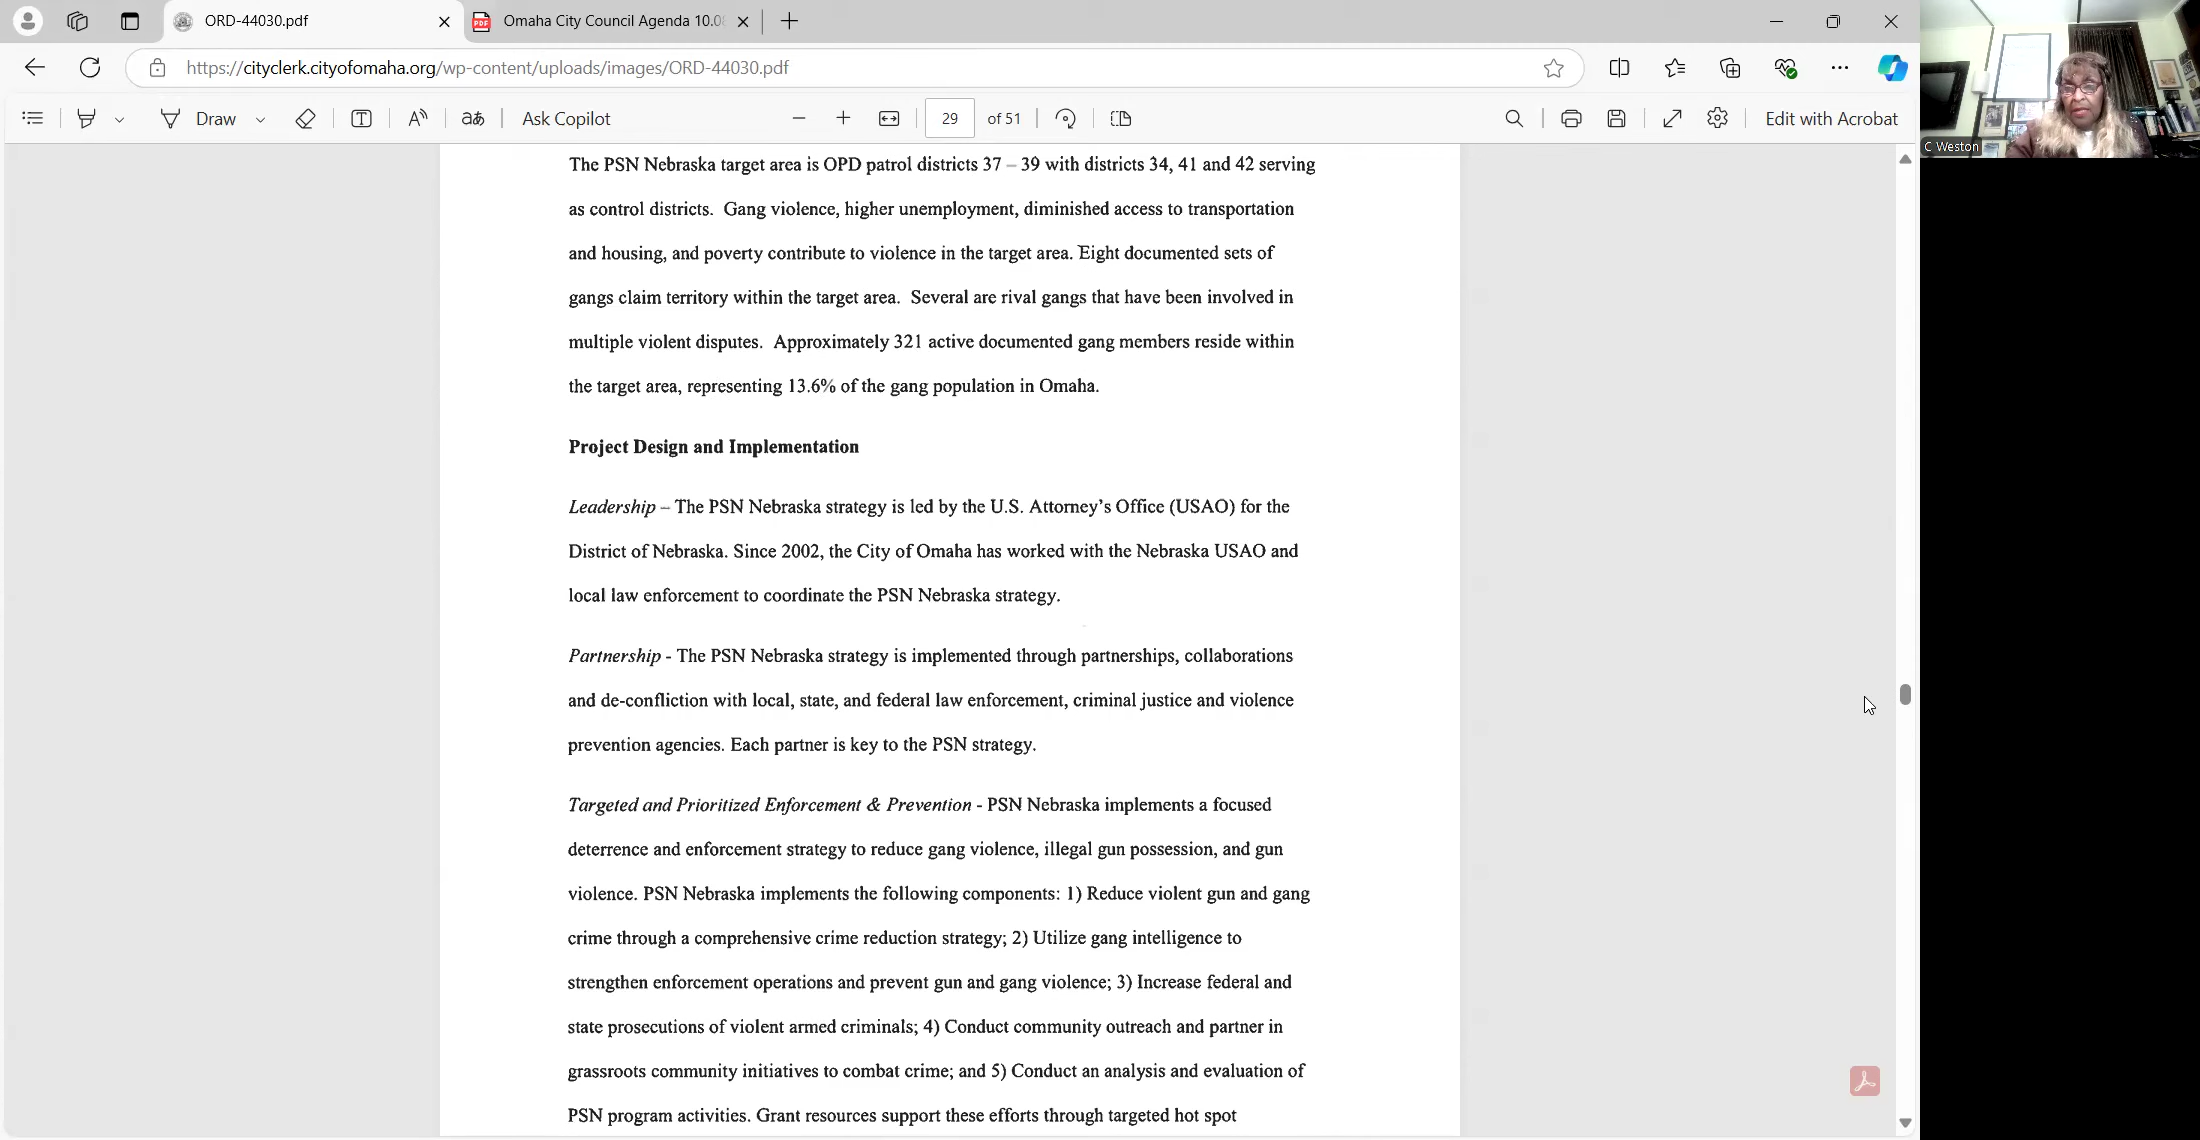 ORD-44030.pdf
Omaha City Council Agenda 10.0
https://cityclerk.cityofomaha.org/wp-content/uploads/images/ORD-44030.pdf
Draw
aあ
Ask Copilot
29 of 51
Edit with Acrobat
C Weston
The PSN Nebraska target area is OPD patrol districts 37 – 39 with districts 34, 41 and 42 serving
as control districts. Gang violence, higher unemployment, diminished access to transportation
and housing, and poverty contribute to violence in the target area. Eight documented sets of
gangs claim territory within the target area. Several are rival gangs that have been involved in
multiple violent disputes. Approximately 321 active documented gang members reside within
the target area, representing 13.6% of the gang population in Omaha.
Project Design and Implementation
Leadership – The PSN Nebraska strategy is led by the U.S. Attorney's Office (USAO) for the
District of Nebraska. Since 2002, the City of Omaha has worked with the Nebraska USAO and
local law enforcement to coordinate the PSN Nebraska strategy.
Partnership - The PSN Nebraska strategy is implemented through partnerships, collaborations
and de-confliction with local, state, and federal law enforcement, criminal justice and violence
prevention agencies. Each partner is key to the PSN strategy.
Targeted and Prioritized Enforcement & Prevention - PSN Nebraska implements a focused
deterrence and enforcement strategy to reduce gang violence, illegal gun possession, and gun
violence. PSN Nebraska implements the following components: 1) Reduce violent gun and gang
crime through a comprehensive crime reduction strategy; 2) Utilize gang intelligence to
strengthen enforcement operations and prevent gun and gang violence; 3) Increase federal and
state prosecutions of violent armed criminals; 4) Conduct community outreach and partner in
grassroots community initiatives to combat crime; and 5) Conduct an analysis and evaluation of
PSN program activities. Grant resources support these efforts through targeted hot spot